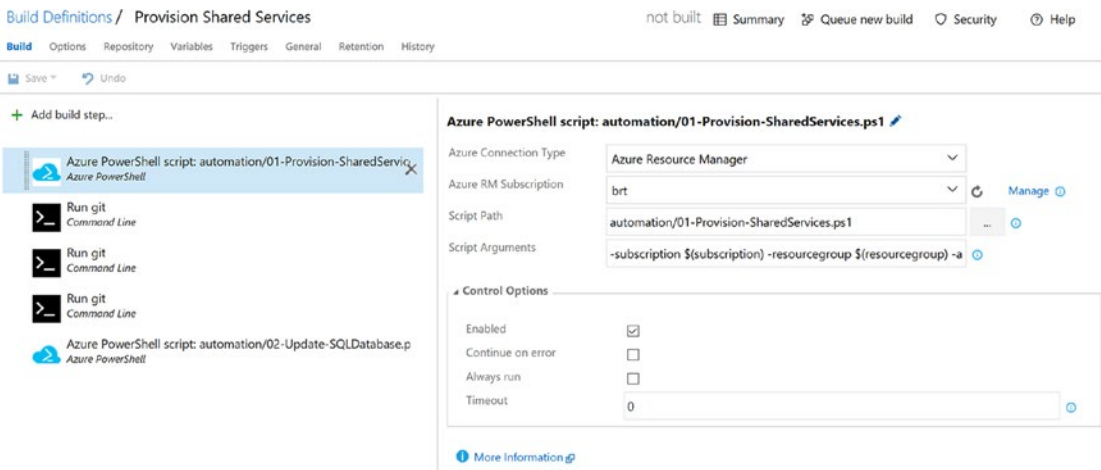 Build Definitions / Provision Shared Services
not built Summary Queue new build Security Help
Build Options Repository Variables Triggers General Retention History
Save Undo
+ Add build step...
Azure PowerShell script: automation/01-Provision-SharedServic
Azure PowerShell
Run git
Command Line
Run git
Command Line
Run git
Command Line
Azure PowerShell script: automation/02-Update-SQLDatabase.p
Azure PowerShell
Azure PowerShell script: automation/01-Provision-SharedServices.ps1
Azure Connection Type
Azure Resource Manager
Azure RM Subscription
brt
Manage
Script Path
automation/01-Provision-SharedServices.ps1
...
Script Arguments
-subscription $(subscription) -resourcegroup $(resourcegroup) -a
Control Options
Enabled
Continue on error
Always run
Timeout
0
More Information